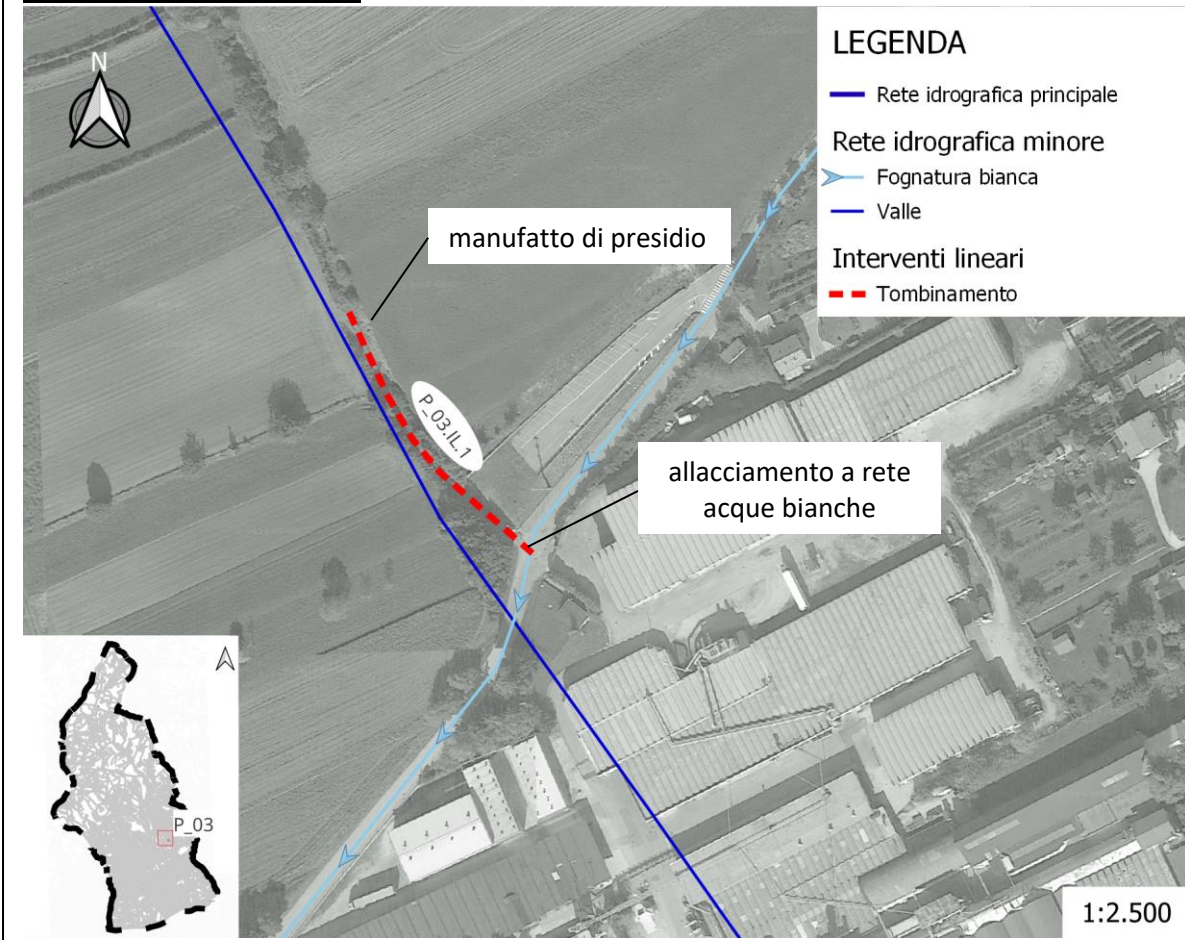 N
LEGENDA
Rete idrografica principale
Rete idrografica minore
Fognatura bianca
Valle
Interventi lineari
Tombinamento
manufatto di presidio
P_03.IL.1
allacciamento a rete
acque bianche
P_03
1:2.500